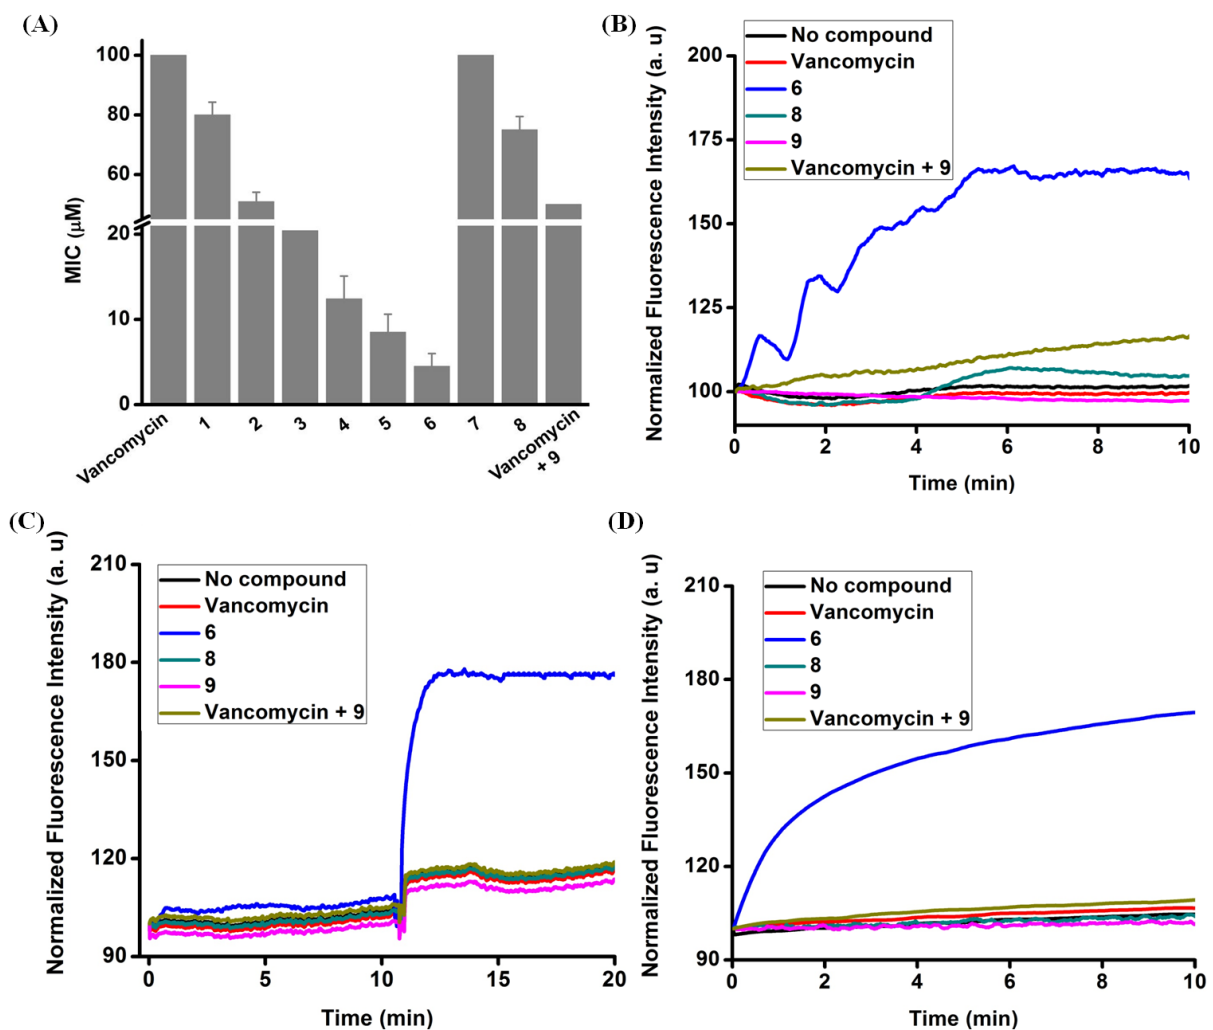 (A)
MIC (μM)
100
80
60
20
10
0
Vancomycin
1
2
3
4
5
6
7
8
Vancomycin
+ 9
(B)
Normalized Fluorescence Intensity (a. u)
200
175
150
125
100
No compound
Vancomycin
6
8
9
Vancomycin + 9
0
2
4
6
8
10
Time (min)
(C)
Normalized Fluorescence Intensity (a. u)
210
180
150
120
90
No compound
Vancomycin
6
8
9
Vancomycin + 9
0
5
10
15
20
Time (min)
(D)
Normalized Fluorescence Intensity (a. u)
210
180
150
120
90
No compound
Vancomycin
6
8
9
Vancomycin + 9
0
2
4
6
8
10
Time (min)